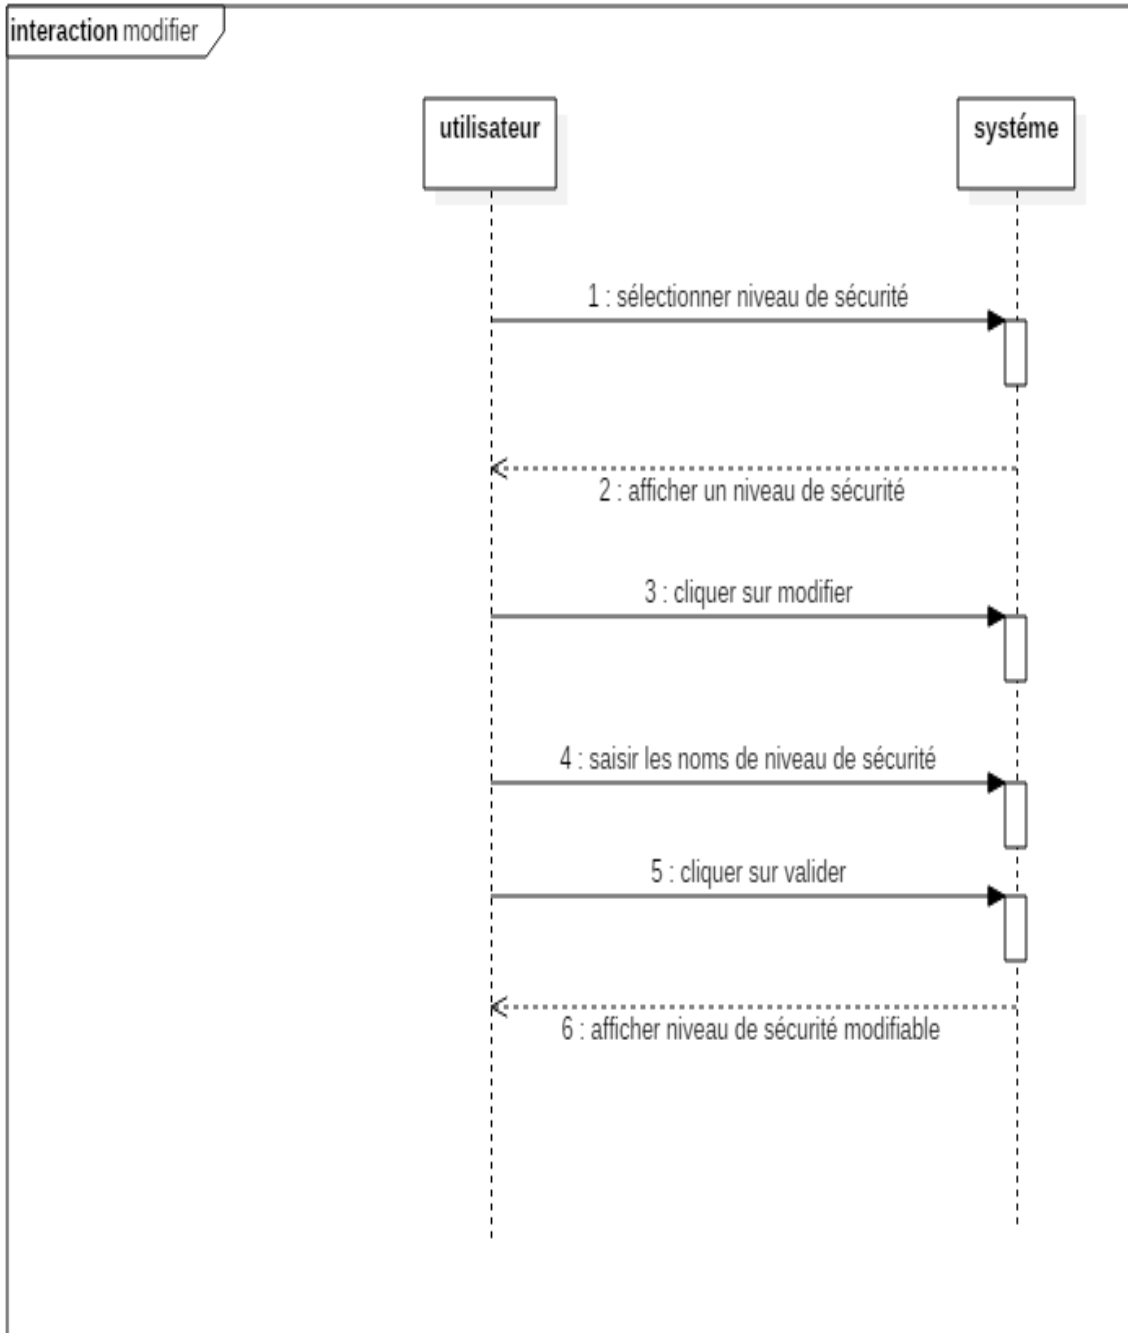 interaction modifier
utilisateur
systéme
1 : sélectionner niveau de sécurité
2 : afficher un niveau de sécurité
3 : cliquer sur modifier
4 : saisir les noms de niveau de sécurité
5 : cliquer sur valider
6 : afficher niveau de sécurité modifiable